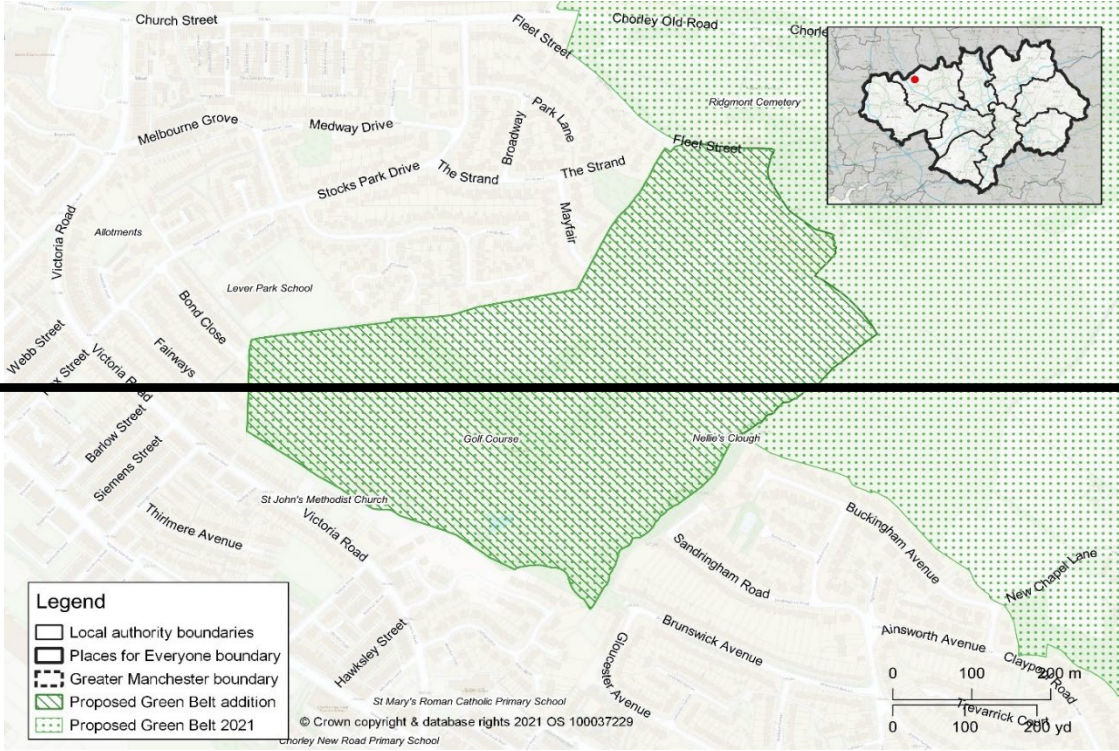 Church Street
Fleet Street
Chorley Old Road
Chorle
Ridgmont Cemetery
Park Lane
Melbourne Grove
Medway Drive
Broadway
Fleet Street
Stocks Park Drive
The Strand
The Strand
Mayfair
Victoria Road
Allotments
Lever Park School
Bond Close
Webb Street
Fairways
Victoria Road
Street
Barlow Street
Siemens Street
Golf Course
Nellie's Clough
St John's Methodist Church
Thirlmere Avenue
Victoria Road
Buckingham Avenue
Sandringham Road
New Chapel Lane
Hawksley Street
Gloucester Avenue
Brunswick Avenue
Ainsworth Avenue
Claypool Road
Trevarrick Court
St Mary's Roman Catholic Primary School
Chorley New Road Primary School
Legend
Local authority boundaries
Places for Everyone boundary
Greater Manchester boundary
Proposed Green Belt addition
Proposed Green Belt 2021
© Crown copyright & database rights 2021 OS 100037229
0 100 200 m
0 100 200 yd